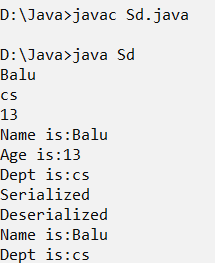 D:\Java>javac Sd.java
D:\Java>java Sd
Balu
cs
13
Name is:Balu
Age is:13
Dept is:cs
Serialized
Deserialized
Name is:Balu
Dept is:cs